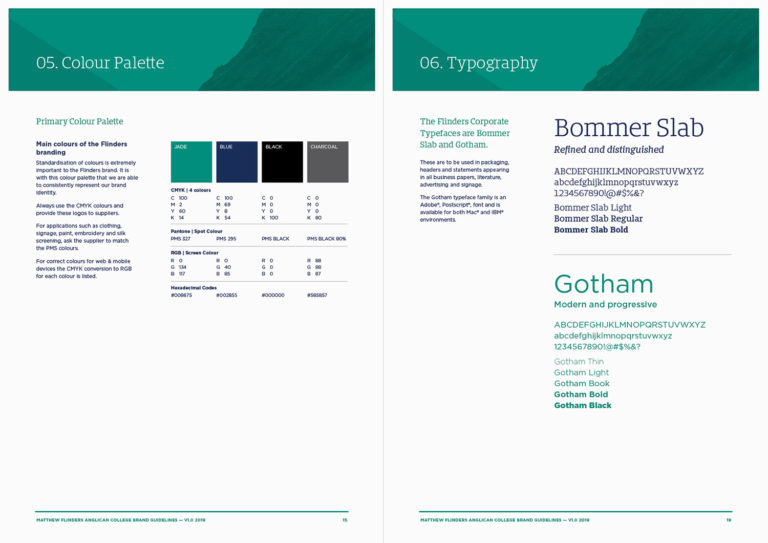 05. Colour Palette
Primary Colour Palette
Main colours of the Flinders
branding
Standardisation of colours is extremely
important to the Flinders brand. It is
with this colour palette that we are able
to consistently represent our brand
identity.
Always use the CMYK colours and
provide these logos to suppliers.
For applications such as clothing,
signage, paint, embroidery and silk
screening, ask the supplier to match
the PMS colours.
For correct colours for web & mobile
devices the CMYK conversion to RGB
for each colour is listed.
JADE BLUE BLACK CHARCOAL
CMYK | 4 colours
C 100 C 100 C 0 C 0
M 2 M 69 M 0 M 0
Y 60 Y 8 Y 0 Y 0
K 14 K 54 K 100 K 80
Pantone | Spot Colour
PMS 327 PMS 295 PMS BLACK PMS BLACK 80%
RGB | Screen Colour
R 0 R 0 R 0 R 88
G 134 G 40 G 0 G 88
B 117 B 85 B 0 B 87
Hexadecimal Codes
#008675 #002855 #000000 #585857
MATTHEW FLINDERS ANGLICAN COLLEGE BRAND GUIDELINES — V1.0 2019
15
06. Typography
The Flinders Corporate
Typefaces are Bommer
Slab and Gotham.
These are to be used in packaging,
headers and statements appearing
in all business papers, literature,
advertising and signage.
The Gotham typeface family is an
Adobe®, Postscript®, font and is
available for both Mac® and IBM®
environments.
Bommer Slab
Refined and distinguished
ABCDEFGHIJKLMNOPQRSTUVWXYZ
abcdefghijklmnopqrstuvwxyz
1234567890!@#$%&?
Bommer Slab Light
Bommer Slab Regular
Bommer Slab Bold
Gotham
Modern and progressive
ABCDEFGHIJKLMNOPQRSTUVWXYZ
abcdefghijklmnopqrstuvwxyz
1234567890!@#$%&?
Gotham Thin
Gotham Light
Gotham Book
Gotham Bold
Gotham Black
MATTHEW FLINDERS ANGLICAN COLLEGE BRAND GUIDELINES — V1.0 2019